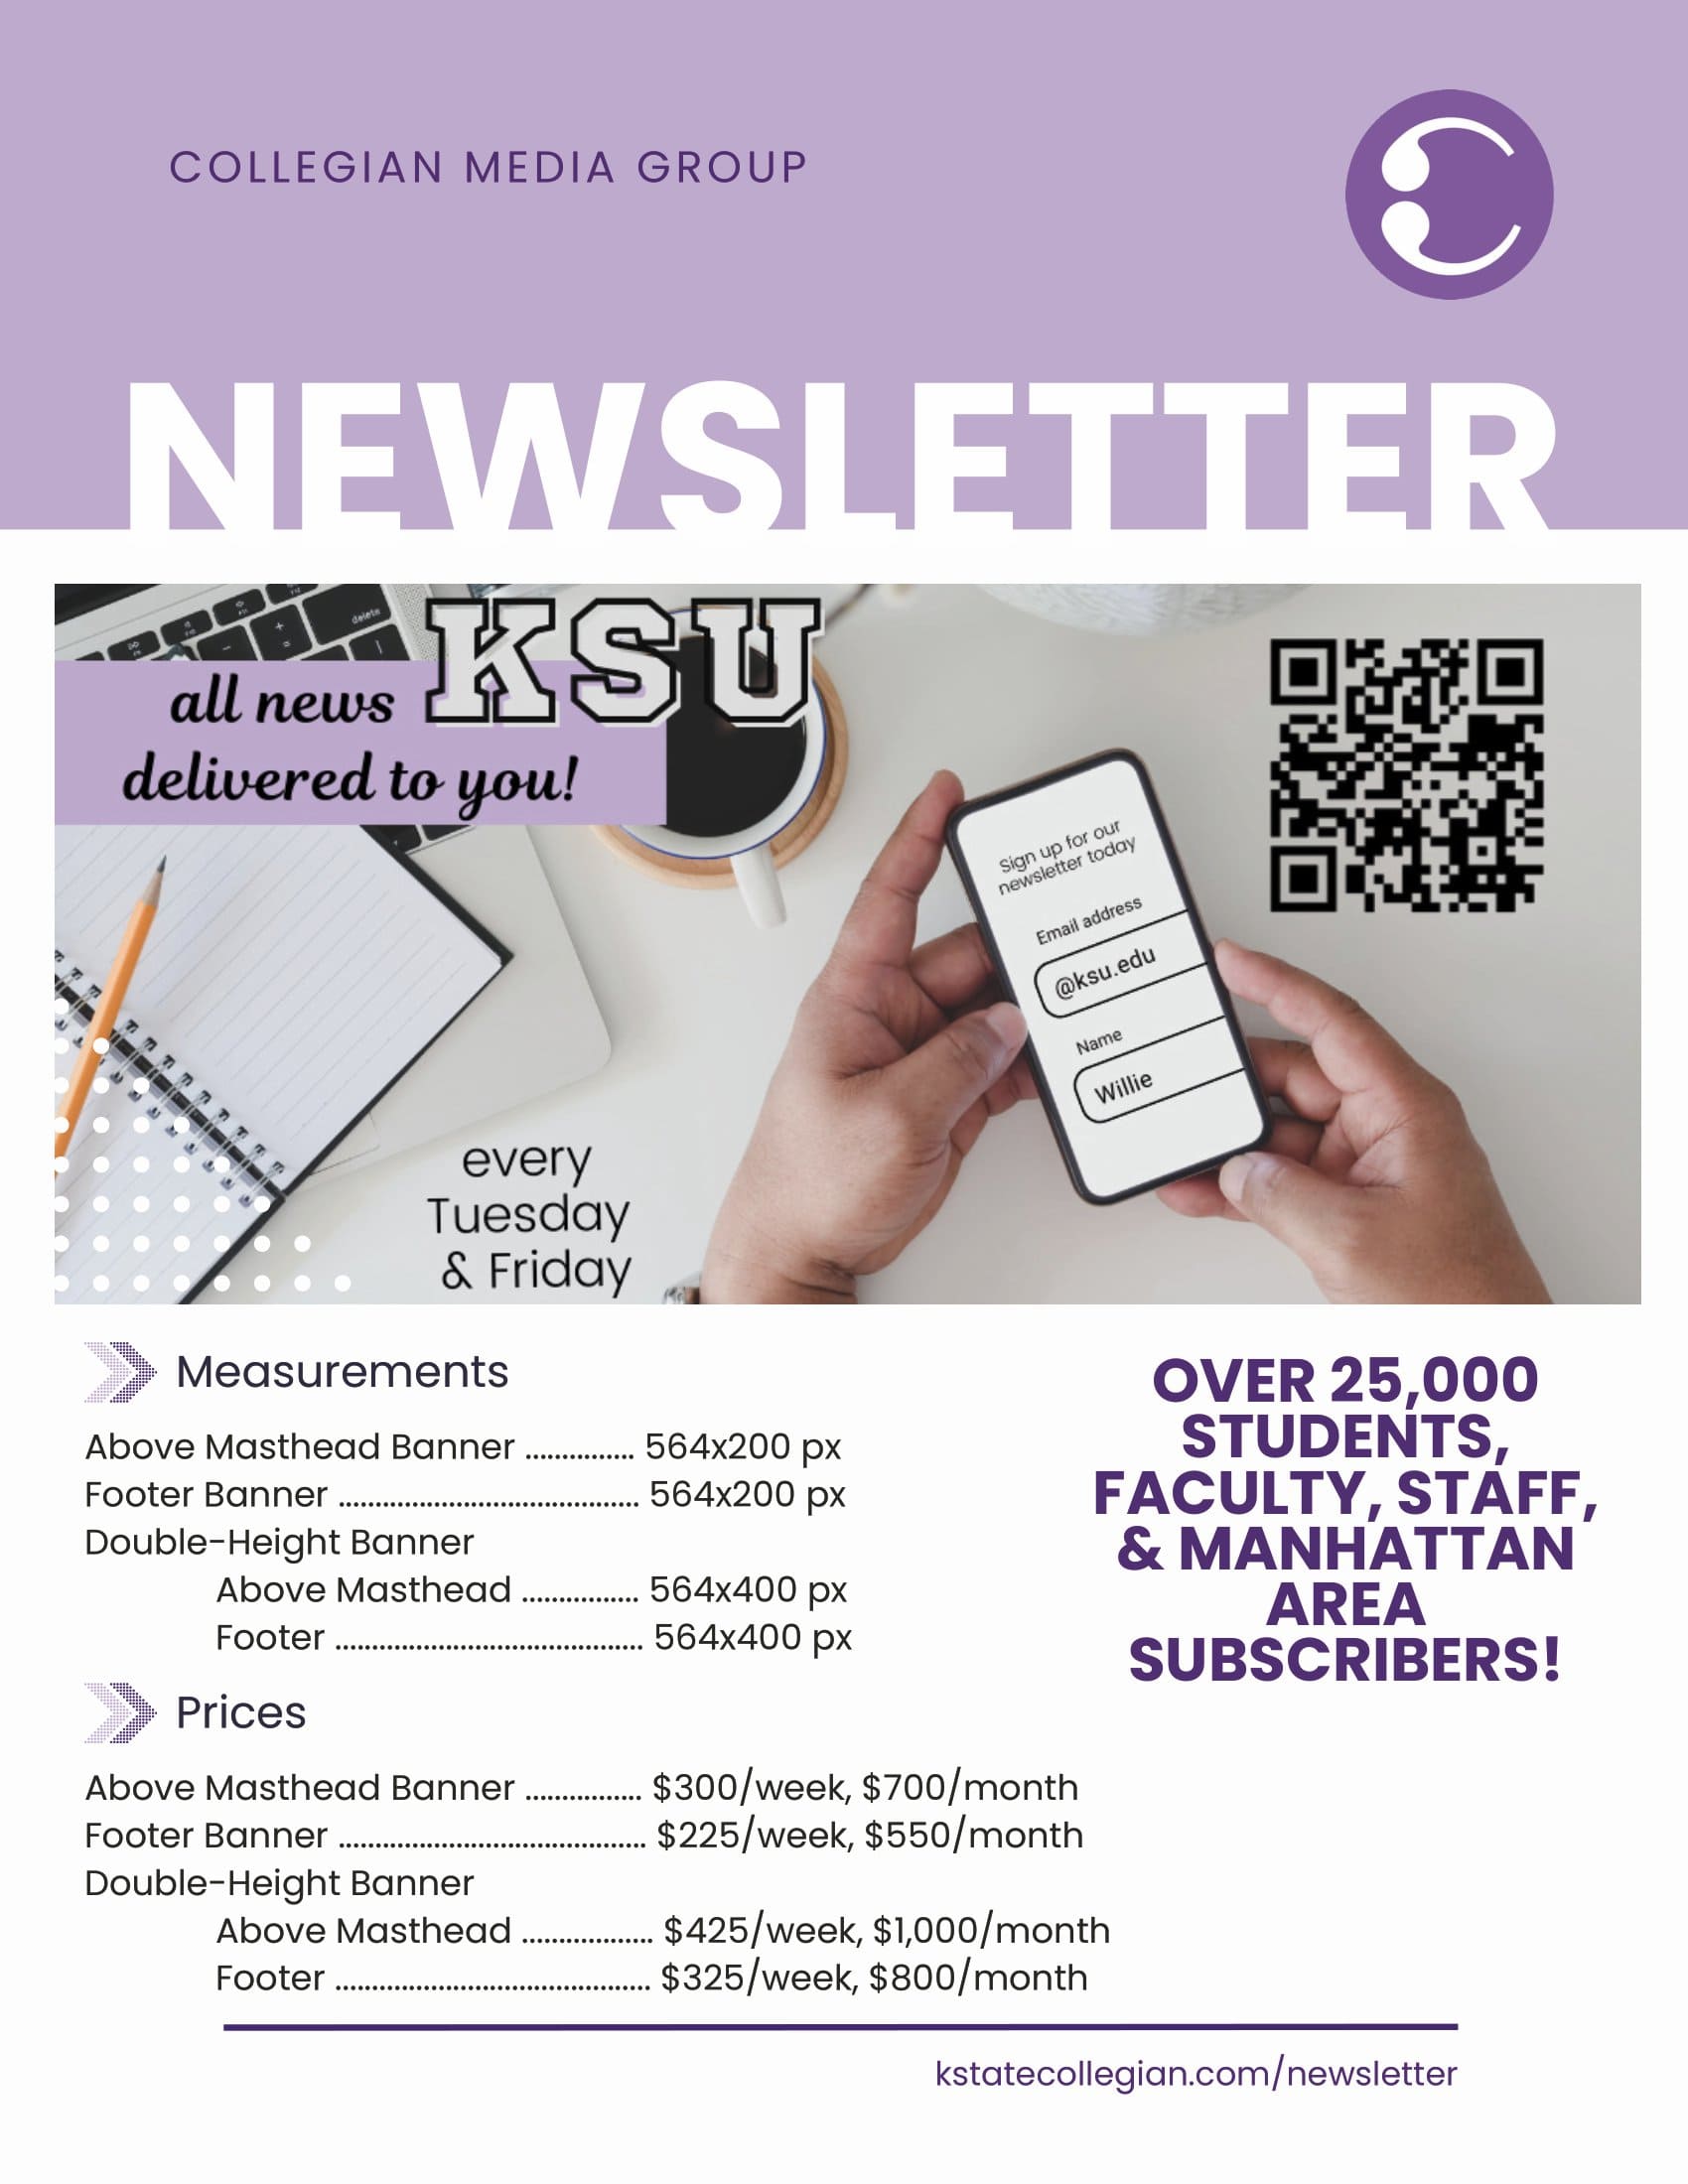 COLLEGIAN MEDIA GROUP
NEWSLETTER
all news KSU
delivered to you!
delete
Sign up for our
newsletter today
Email address
@ksu.edu
Name
Willie
every
Tuesday
& Friday
Measurements
Above Masthead Banner ............... 564x200 px
Footer Banner ......................................... 564x200 px
Double-Height Banner
Above Masthead ................ 564x400 px
Footer .......................................... 564x400 px
OVER 25,000
STUDENTS,
FACULTY, STAFF,
& MANHATTAN
AREA
SUBSCRIBERS!
Prices
Above Masthead Banner ................ $300/week, $700/month
Footer Banner .......................................... $225/week, $550/month
Double-Height Banner
Above Masthead .................. $425/week, $1,000/month
Footer ........................................... $325/week, $800/month
kstatecollegian.com/newsletter